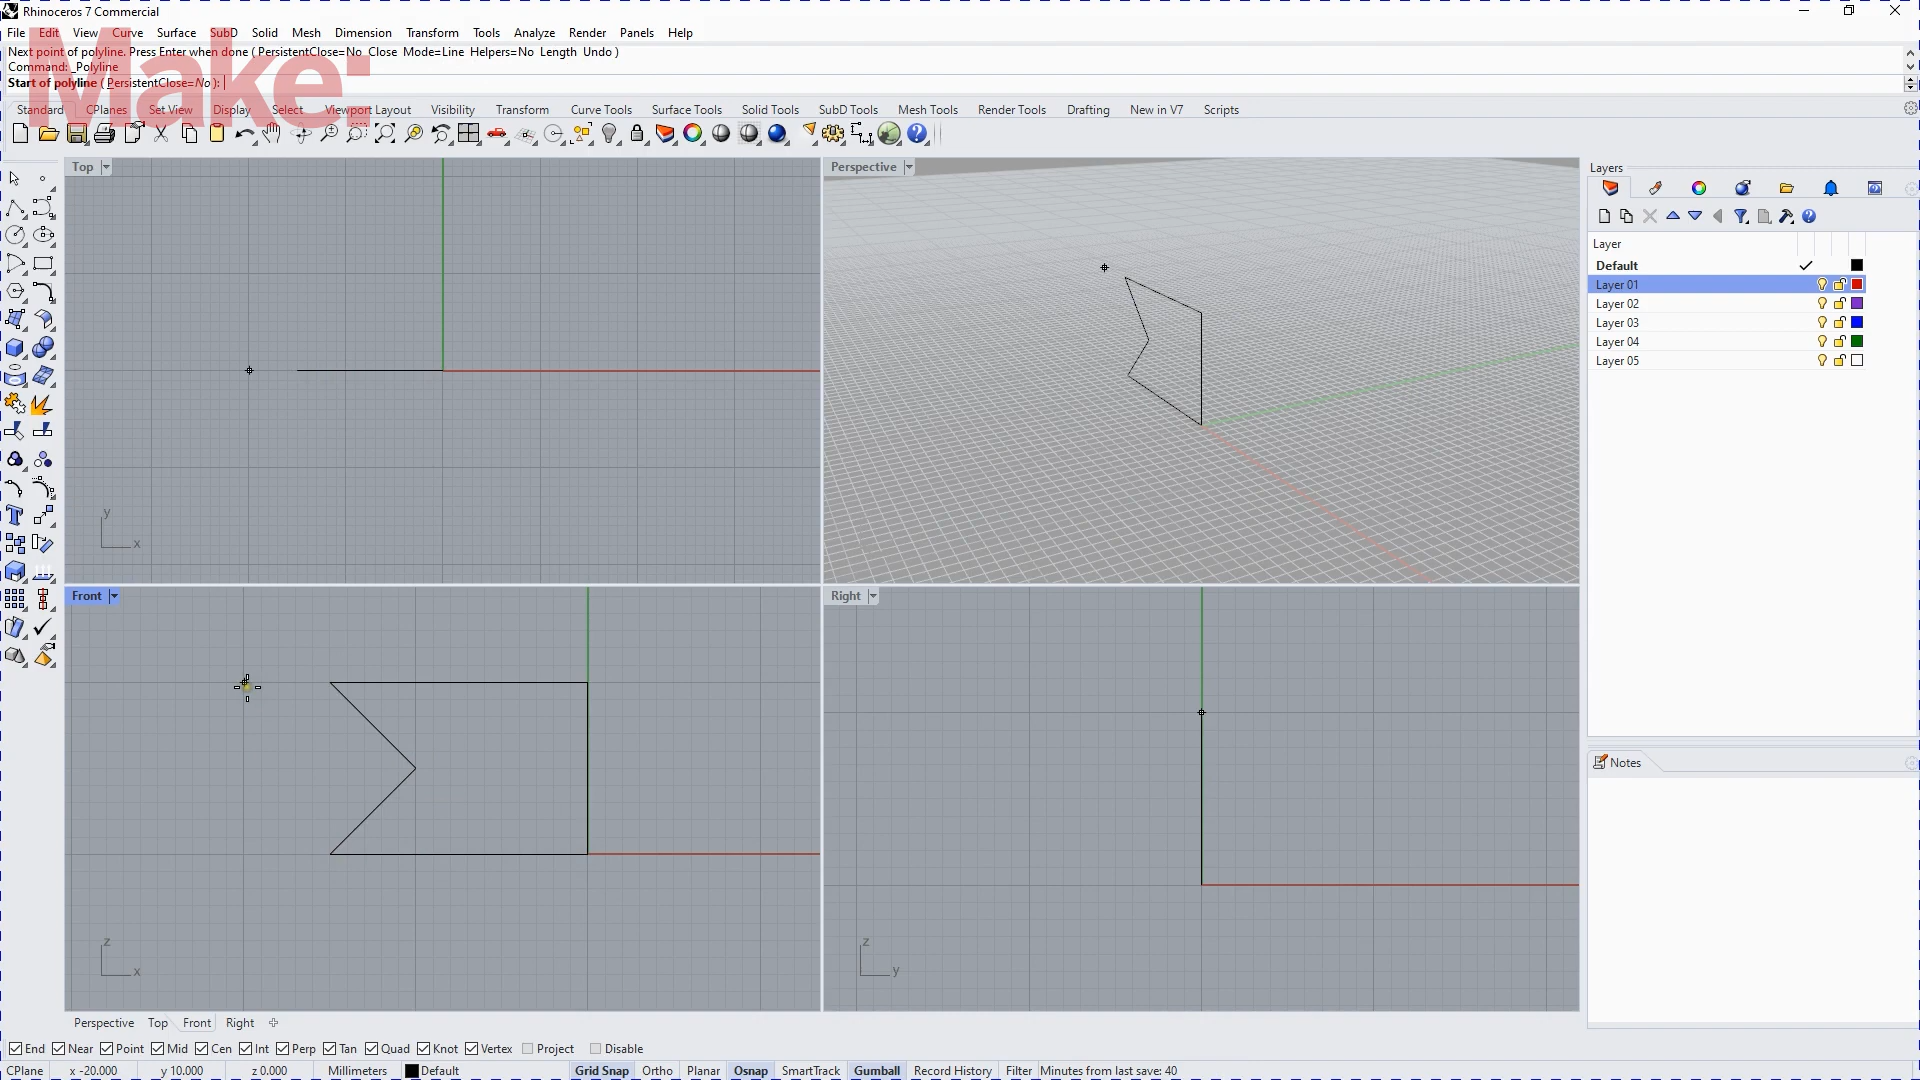 Rhinoceros 7 Commercial
File Edit View Curve Surface SubD Solid Mesh Dimension Transform Tools Analyze Render Panels Help
Next point of polyline. Press Enter when done ( PersistentClose=No Close Mode=Line Helpers=No Length Undo )
Command: _Polyline
Start of polyline ( PersistentClose=No ):
Make:
Standard CPlanes Set View Display Select Viewport Layout Visibility Transform Curve Tools Surface Tools Solid Tools SubD Tools Mesh Tools Render Tools Drafting New in V7 Scripts
Top
Perspective
Layers
Layer
Default
Layer 01
Layer 02
Layer 03
Layer 04
Layer 05
y
x
Front
Right
Notes
z
x
z
y
Perspective Top Front Right
End Near Point Mid Cen Int Perp Tan Quad Knot Vertex Project Disable
CPlane x -20.000 y 10.000 z 0.000 Millimeters Default Grid Snap Ortho Planar Osnap SmartTrack Gumball Record History Filter Minutes from last save: 40